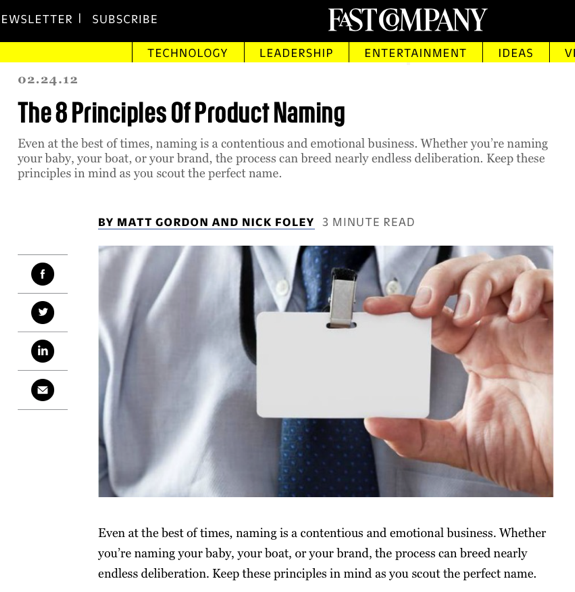 EWSLETTER | SUBSCRIBE
FAST COMPANY
TECHNOLOGY LEADERSHIP ENTERTAINMENT IDEAS VI
02.24.12
The 8 Principles Of Product Naming
Even at the best of times, naming is a contentious and emotional business. Whether you’re naming
your baby, your boat, or your brand, the process can breed nearly endless deliberation. Keep these
principles in mind as you scout the perfect name.
BY MATT GORDON AND NICK FOLEY 3 MINUTE READ
f
in
Even at the best of times, naming is a contentious and emotional business. Whether
you’re naming your baby, your boat, or your brand, the process can breed nearly
endless deliberation. Keep these principles in mind as you scout the perfect name.